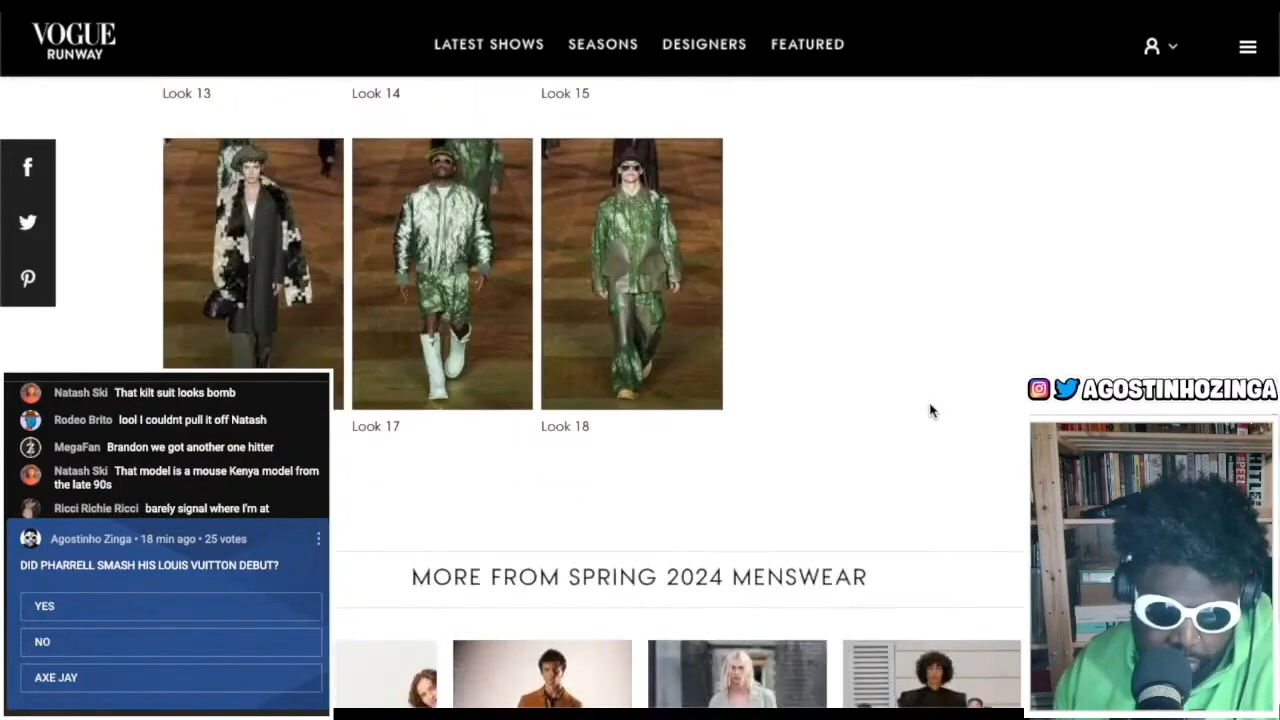 VOGUE
RUNWAY
LATEST SHOWS
SEASONS
DESIGNERS
FEATURED
Look 13
Look 14
Look 15
Look 17
Look 18
Natash Ski That kilt suit looks bomb
Rodeo Brito lool I couldnt pull it off Natash
MegaFan Brandon we got another one hitter
Natash Ski That model is a mouse Kenya model from
the late 90s
Ricci Richie Ricci barely signal where I'm at
Agostinho Zinga • 18 min ago • 25 votes
DID PHARRELL SMASH HIS LOUIS VUITTON DEBUT?
YES
NO
AXE JAY
MORE FROM SPRING 2024 MENSWEAR
AGOSTINHOZINGA